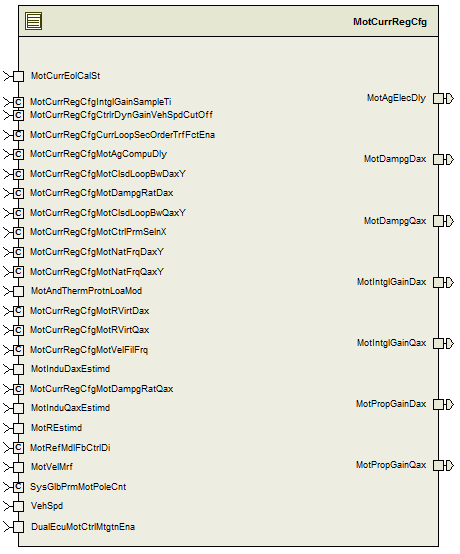 MotCurrRegCfg
MotCurrEolCalSt
C MotCurrRegCfgIntglGainSampleTi
C MotCurrRegCfgCtrlrDynGainVehSpdCutOff
C MotCurrRegCfgCurrLoopSecOrderTrfFctEna
C MotCurrRegCfgMotAgCompuDly
C MotCurrRegCfgMotClsdLoopBwDaxY
C MotCurrRegCfgMotDampgRatDax
C MotCurrRegCfgMotClsdLoopBwQaxY
C MotCurrRegCfgMotCtrlPrmSelnX
C MotCurrRegCfgMotNatFrqDaxY
C MotCurrRegCfgMotNatFrqQaxY
MotAndThermProtnLoaMod
C MotCurrRegCfgMotRVirtDax
C MotCurrRegCfgMotRVirtQax
C MotCurrRegCfgMotVelFilFrq
MotInduDaxEstimd
C MotCurrRegCfgMotDampgRatQax
MotInduQaxEstimd
MotREstimd
C MotRefMdlFbCtrlDi
MotVelMrf
C SysGlbPrmMotPoleCnt
VehSpd
DualEcuMotCtrlMtgtnEna
MotAgElecDly
MotDampgDax
MotDampgQax
MotIntglGainDax
MotIntglGainQax
MotPropGainDax
MotPropGainQax